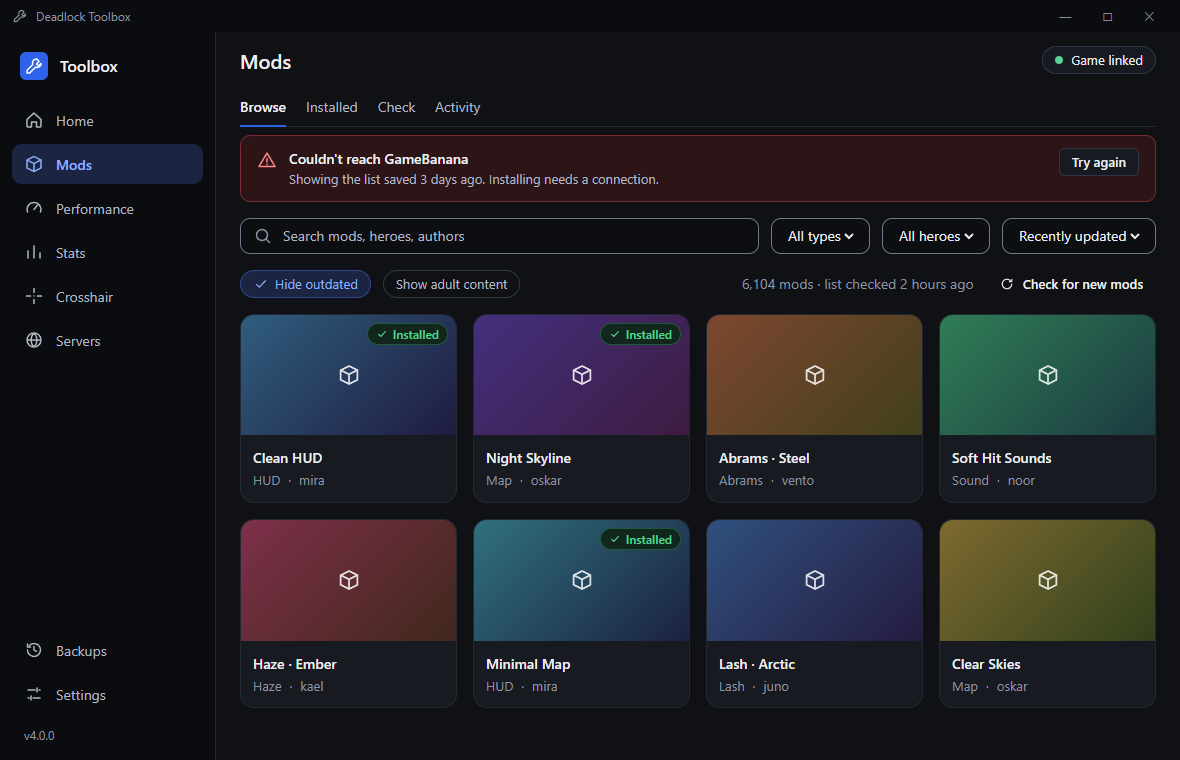 Deadlock Toolbox
Toolbox
Home
Mods
Performance
Stats
Crosshair
Servers
Backups
Settings
v4.0.0
Mods
Game linked
Browse
Installed
Check
Activity
Couldn't reach GameBanana
Showing the list saved 3 days ago. Installing needs a connection.
Try again
Search mods, heroes, authors
All types
All heroes
Recently updated
Hide outdated
Show adult content
6,104 mods · list checked 2 hours ago
Check for new mods
Installed
Clean HUD
HUD · mira
Installed
Night Skyline
Map · oskar
Abrams · Steel
Abrams · vento
Soft Hit Sounds
Sound · noor
Haze · Ember
Haze · kael
Installed
Minimal Map
HUD · mira
Lash · Arctic
Lash · juno
Clear Skies
Map · oskar